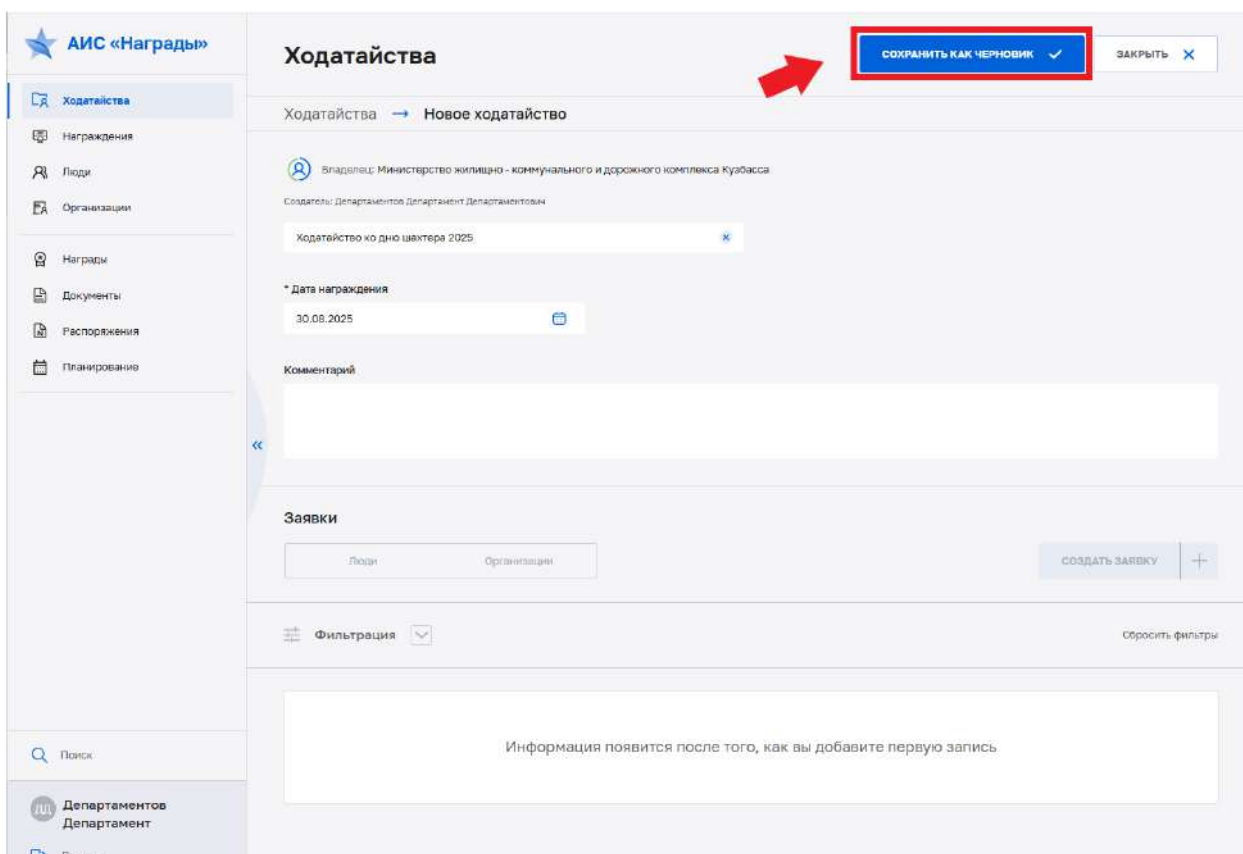 АИС «Награды»
Ходатайства
Награждения
Люди
Организации
Награды
Документы
Распоряжения
Планирование
Поиск
Департаментов
Департамент
Ходатайства
СОХРАНИТЬ КАК ЧЕРНОВИК
ЗАКРЫТЬ
Ходатайства → Новое ходатайство
Владелец: Министерство жилищно - коммунального и дорожного комплекса Кузбасса
Создатель: Департаментов Департамент Департаментович
Ходатайство ко дню шахтера 2025
* Дата награждения
30.08.2025
Комментарий
Заявки
Люди Организации
СОЗДАТЬ ЗАЯВКУ
Фильтрация
Сбросить фильтры
Информация появится после того, как вы добавите первую запись